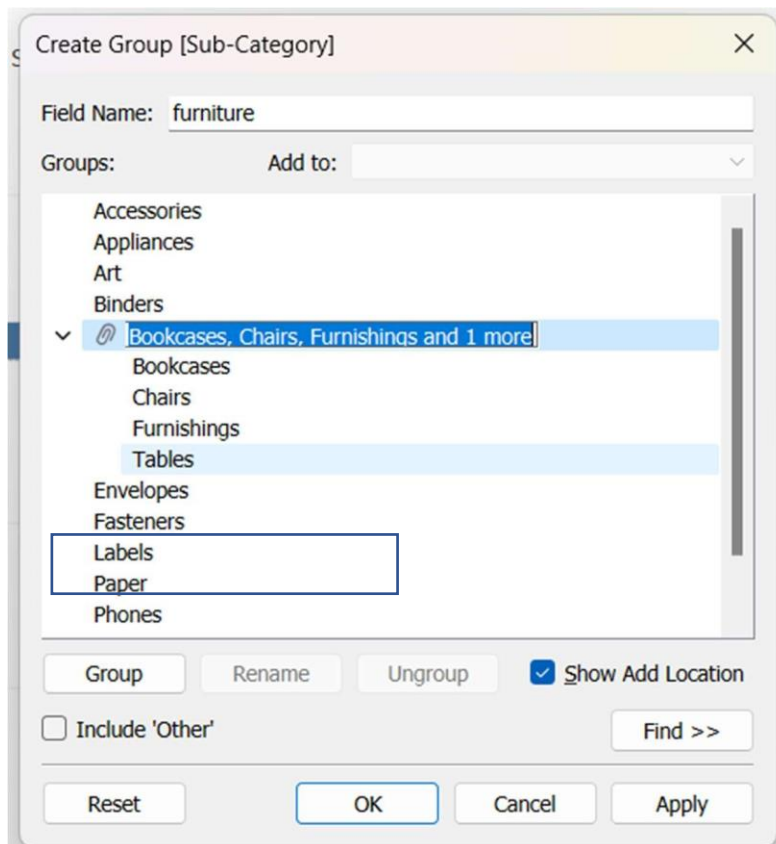 Create Group [Sub-Category]
Field Name: furniture
Groups: Add to:
Accessories
Appliances
Art
Binders
Bookcases, Chairs, Furnishings and 1 more
Bookcases
Chairs
Furnishings
Tables
Envelopes
Fasteners
Labels
Paper
Phones
Group Rename Ungroup Show Add Location
Include 'Other' Find >>
Reset OK Cancel Apply